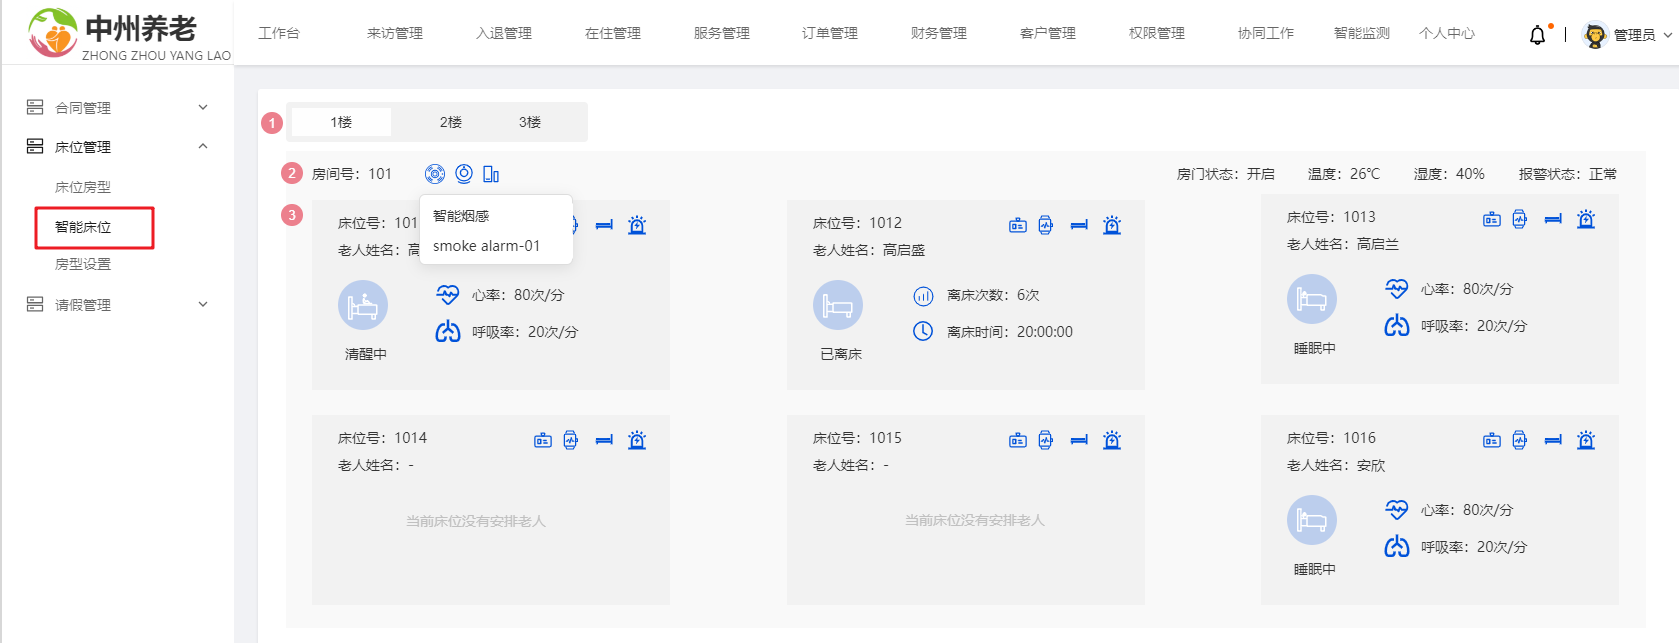 中州养老
ZHONG ZHOU YANG LAO
工作台 来访管理 入退管理 在住管理 服务管理 订单管理 财务管理 客户管理 权限管理 协同工作 智能监测 个人中心 管理员
合同管理
床位管理
床位房型
智能床位
房型设置
请假管理
1 1楼 2楼 3楼
2 房间号：101 房门状态：开启 温度：26℃ 湿度：40% 报警状态：正常
3
智能烟感
smoke alarm-01
床位号：101
老人姓名：高
心率：80次/分
呼吸率：20次/分
清醒中
床位号：1012
老人姓名：高启盛
离床次数：6次
离床时间：20:00:00
已离床
床位号：1013
老人姓名：高启兰
心率：80次/分
呼吸率：20次/分
睡眠中
床位号：1014
老人姓名：-
当前床位没有安排老人
床位号：1015
老人姓名：-
当前床位没有安排老人
床位号：1016
老人姓名：安欣
心率：80次/分
呼吸率：20次/分
睡眠中